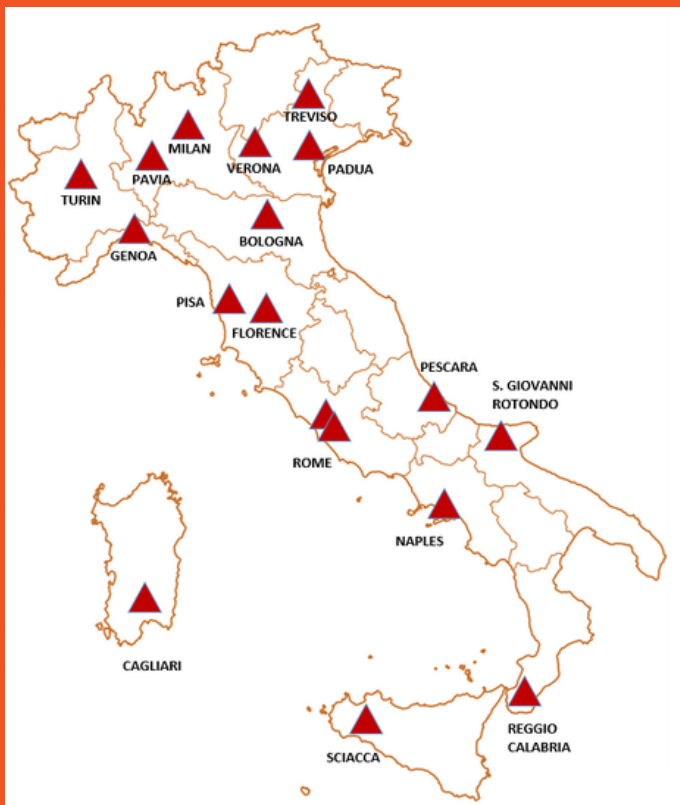 TREVISO
MILAN
VERONA
PADUA
PAVIA
TURIN
BOLOGNA
GENOA
PISA
FLORENCE
PESCARA
S. GIOVANNI
ROTONDO
ROME
NAPLES
CAGLIARI
REGGIO
CALABRIA
SCIACCA